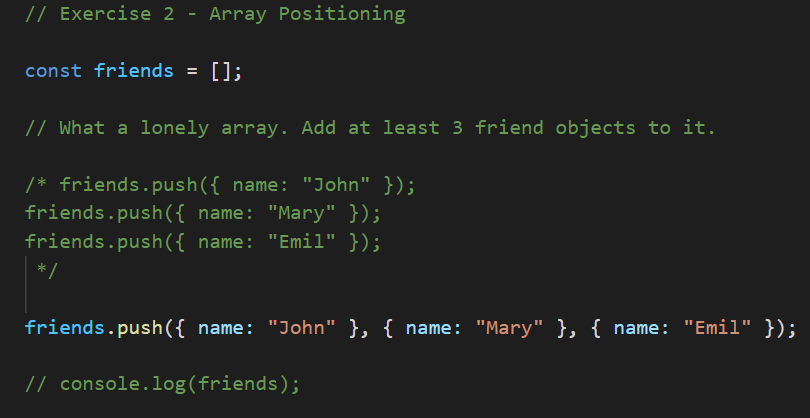 // Exercise 2 - Array Positioning
const friends = [];
// What a lonely array. Add at least 3 friend objects to it.
/* friends.push({ name: "John" });
friends.push({ name: "Mary" });
friends.push({ name: "Emil" });
*/
friends.push({ name: "John" }, { name: "Mary" }, { name: "Emil" });
// console.log(friends);